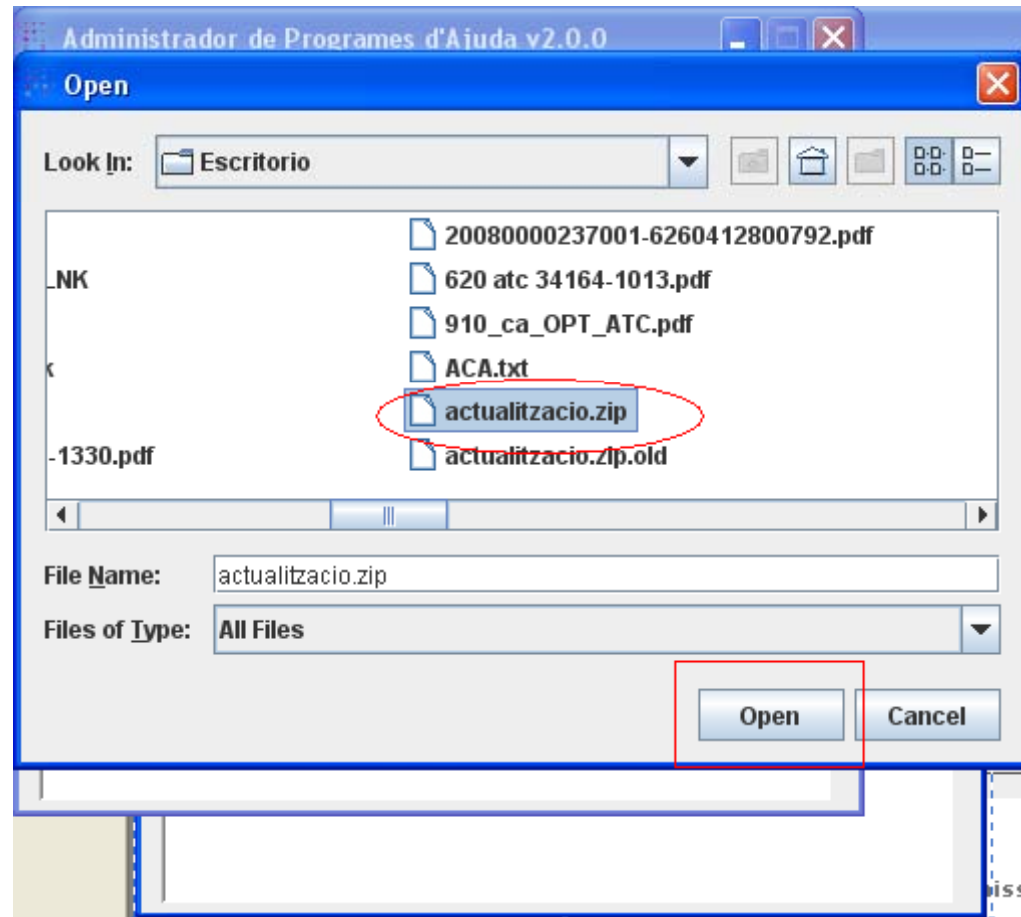 Administrador de Programes d'Ajuda v2.0.0
Open
Look In: Escritorio
20080000237001-6260412800792.pdf
_NK
620 atc 34164-1013.pdf
910_ca_OPT_ATC.pdf
ACA.txt
actualitzacio.zip
-1330.pdf
actualitzacio.zip.old
File Name: actualitzacio.zip
Files of Type: All Files
Open Cancel